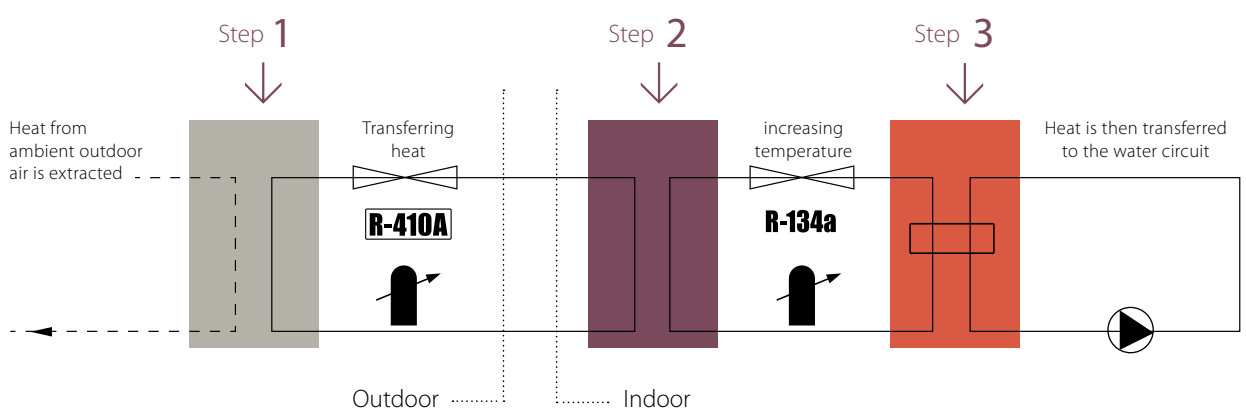 Step 1
Step 2
Step 3
Heat from
ambient outdoor
air is extracted
Transferring
heat
R-410A
increasing
temperature
R-134a
Heat is then transferred
to the water circuit
Outdoor
Indoor